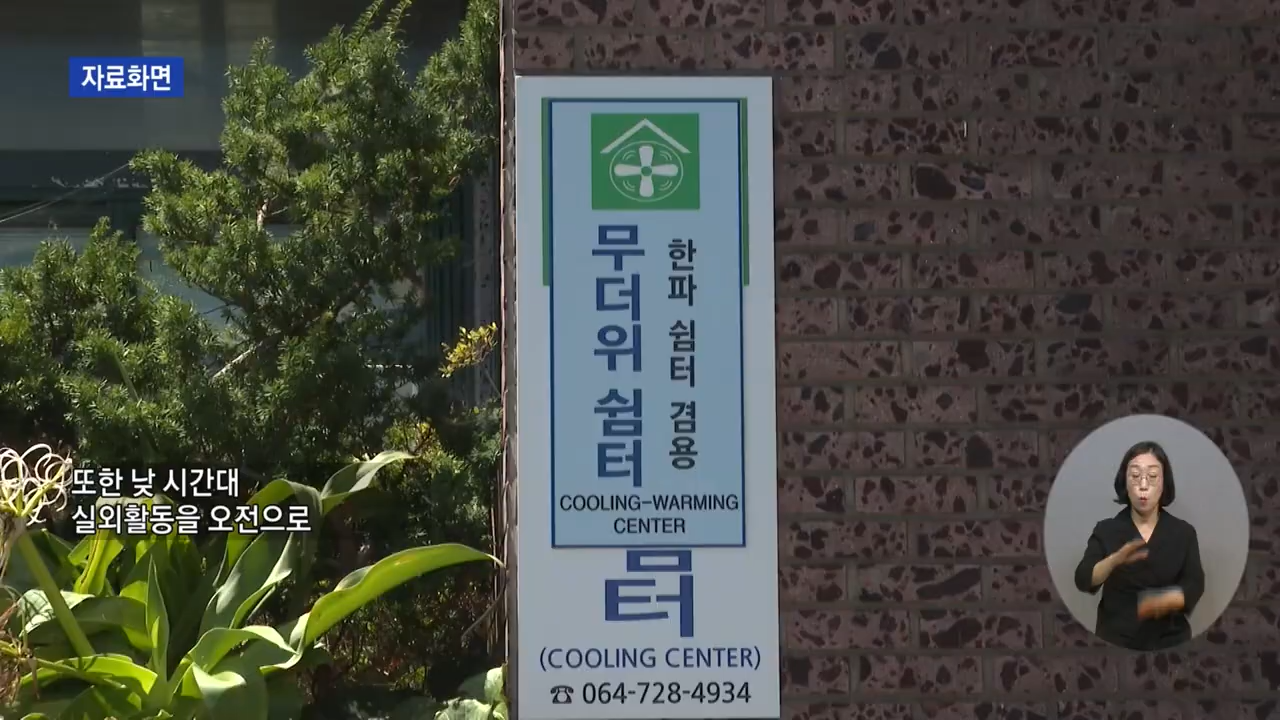 자료화면
무더위 쉼터
한파 쉼터 겸용
COOLING-WARMING
CENTER
터
(COOLING CENTER)
☎ 064-728-4934
또한 낮 시간대
실외활동을 오전으로